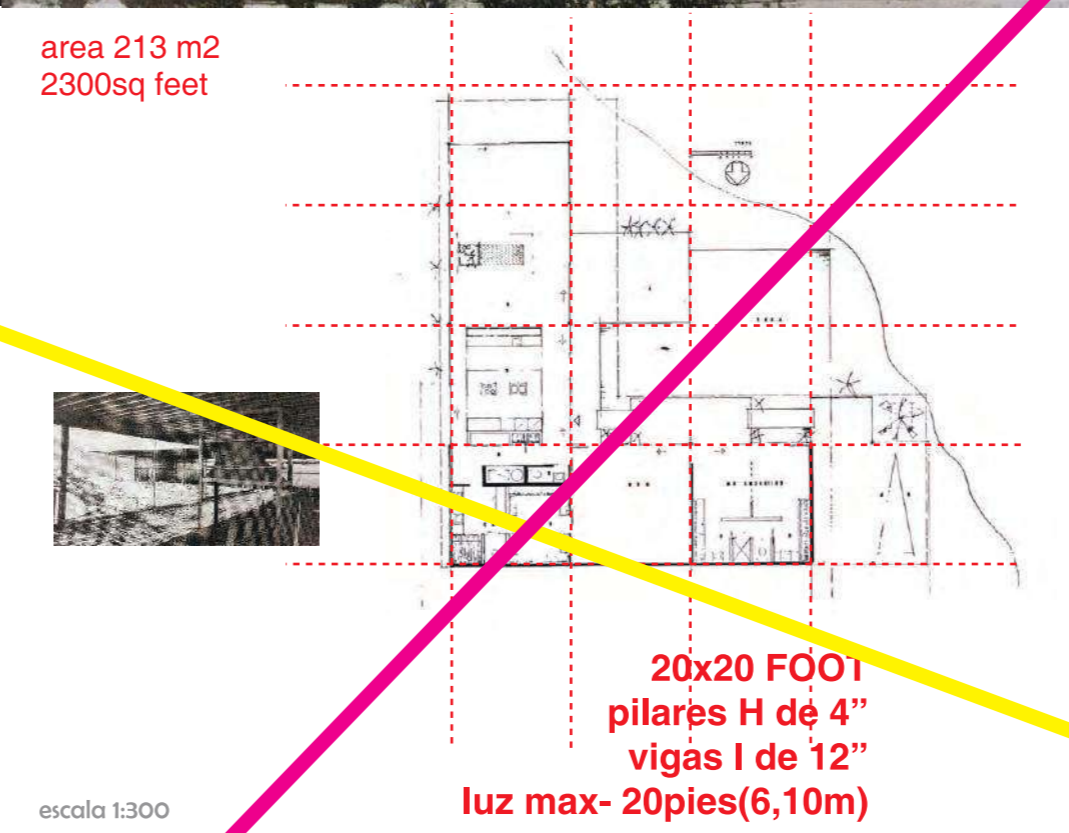 area 213 m2
2300sq feet
20x20 FOOT
pilares H de 4”
vigas I de 12”
luz max- 20pies(6,10m)
escala 1:300